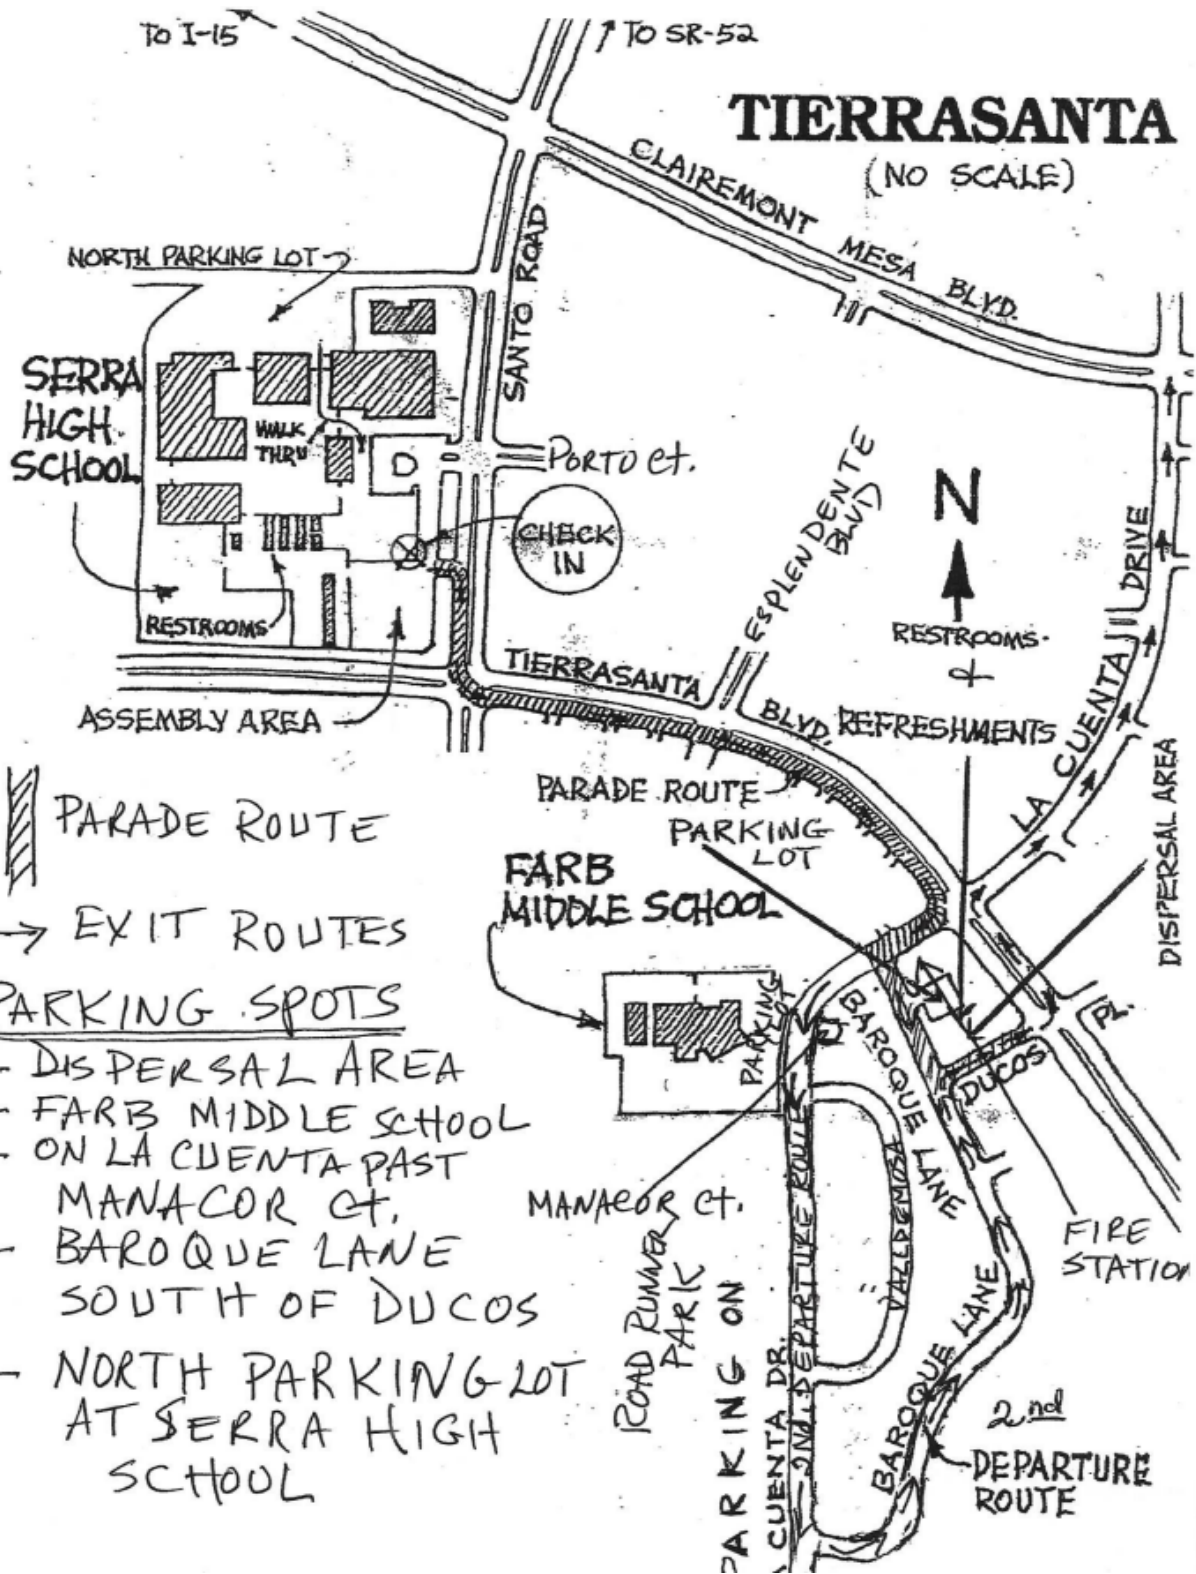 TO I-15
TO SR-52
TIERRASANTA
(NO SCALE)
CLAIREMONT MESA BLVD.
NORTH PARKING LOT
SANTO ROAD
SERRA
HIGH
SCHOOL
WALK
THRU
D
PORTO Ct.
CHECK
IN
ESPLENDENTE
BLVD
N
RESTROOMS
&
REFRESHMENTS
LA CUENTA DRIVE
RESTROOMS
ASSEMBLY AREA
TIERRASANTA BLVD.
DISPERSAL AREA
PARADE ROUTE
PARADE ROUTE
PARKING
LOT
FARB
MIDDLE SCHOOL
→ EXIT ROUTES
PARKING SPOTS
- DISPERSAL AREA
- FARB MIDDLE SCHOOL
- ON LA CUENTA PAST
MANACOR Ct.
- BAROQUE LANE
SOUTH OF DUCOS
- NORTH PARKING LOT
AT SERRA HIGH
SCHOOL
PARKING
LOT
BAROQUE LANE
DUCOS PL.
MANACOR Ct.
VALLDEMOSA
FIRE
STATION
ROAD RUNNER
PARK
PARKING ON
CUENTA DR.
2ND. DEPARTURE ROUTE
BAROQUE LANE
BAROQUE LANE
2nd
DEPARTURE
ROUTE